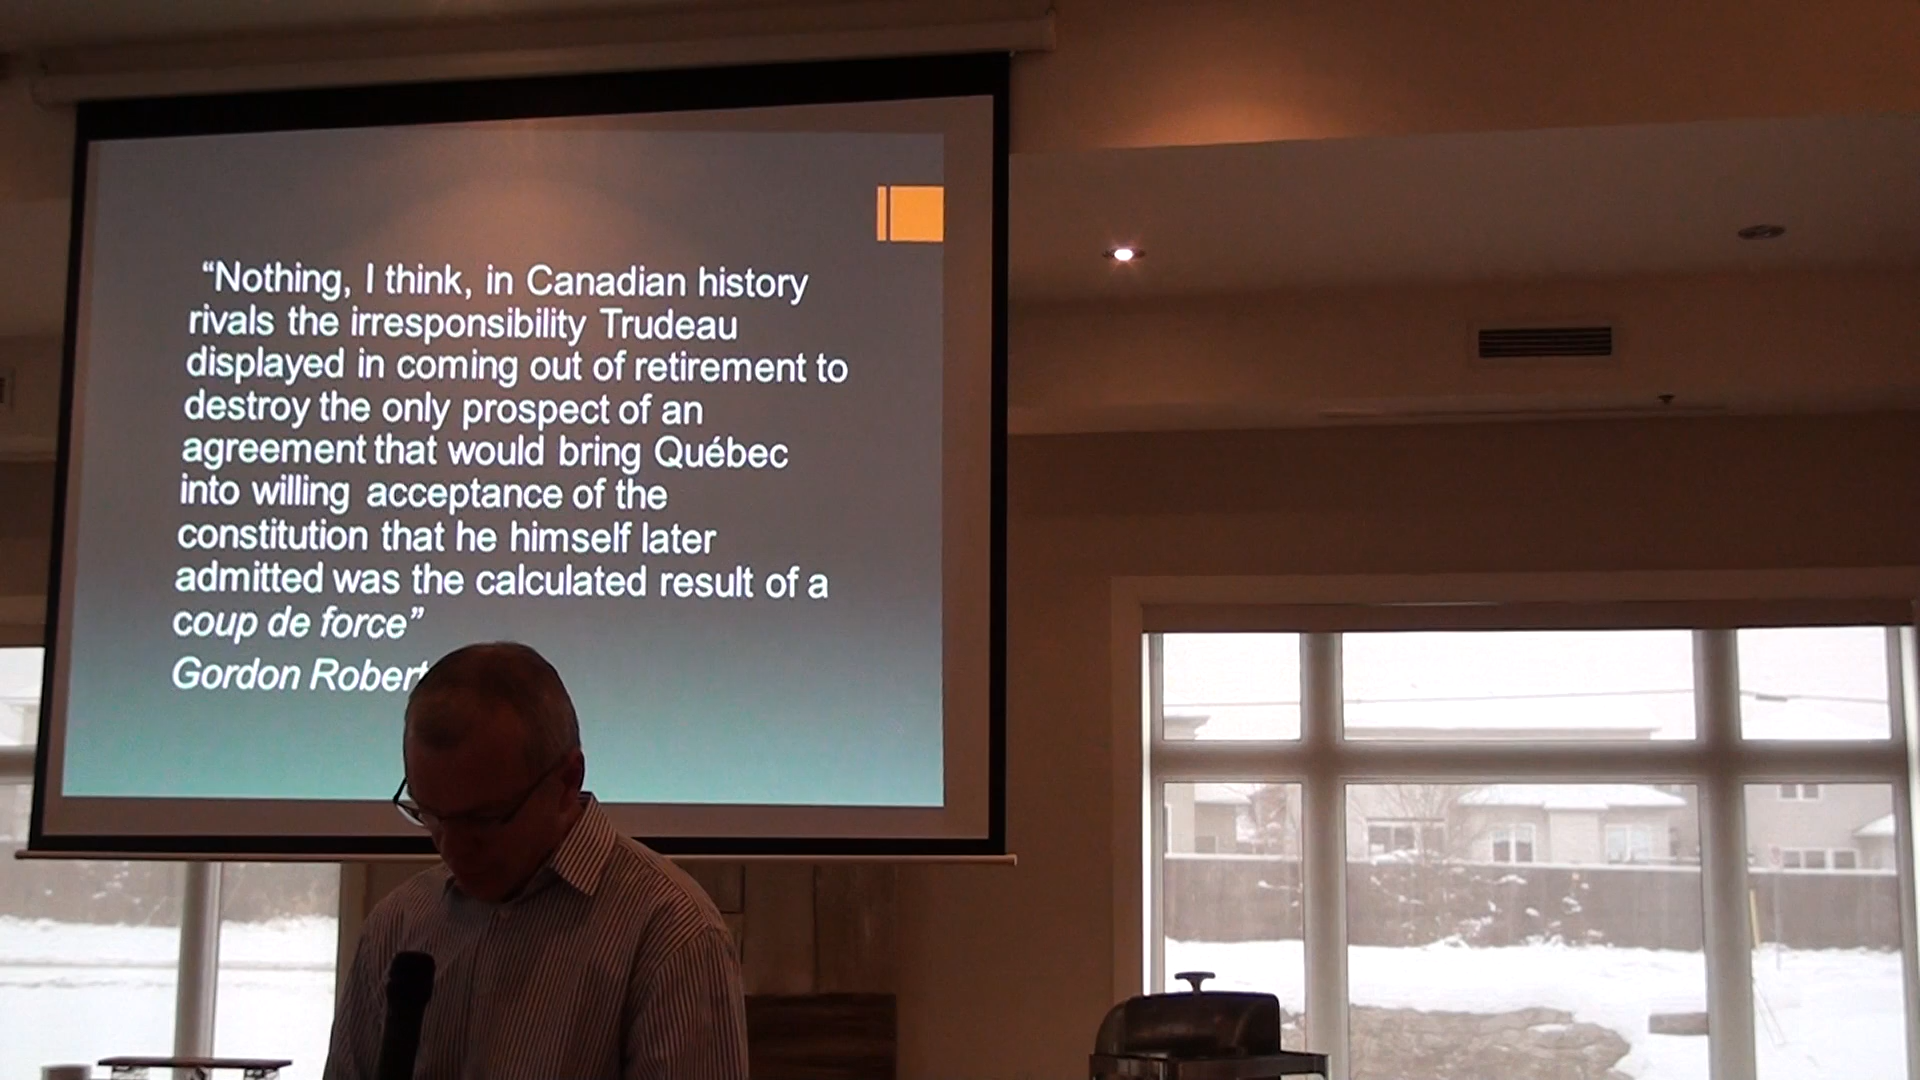 “Nothing, I think, in Canadian history
rivals the irresponsibility Trudeau
displayed in coming out of retirement to
destroy the only prospect of an
agreement that would bring Québec
into willing acceptance of the
constitution that he himself later
admitted was the calculated result of a
coup de force”
Gordon